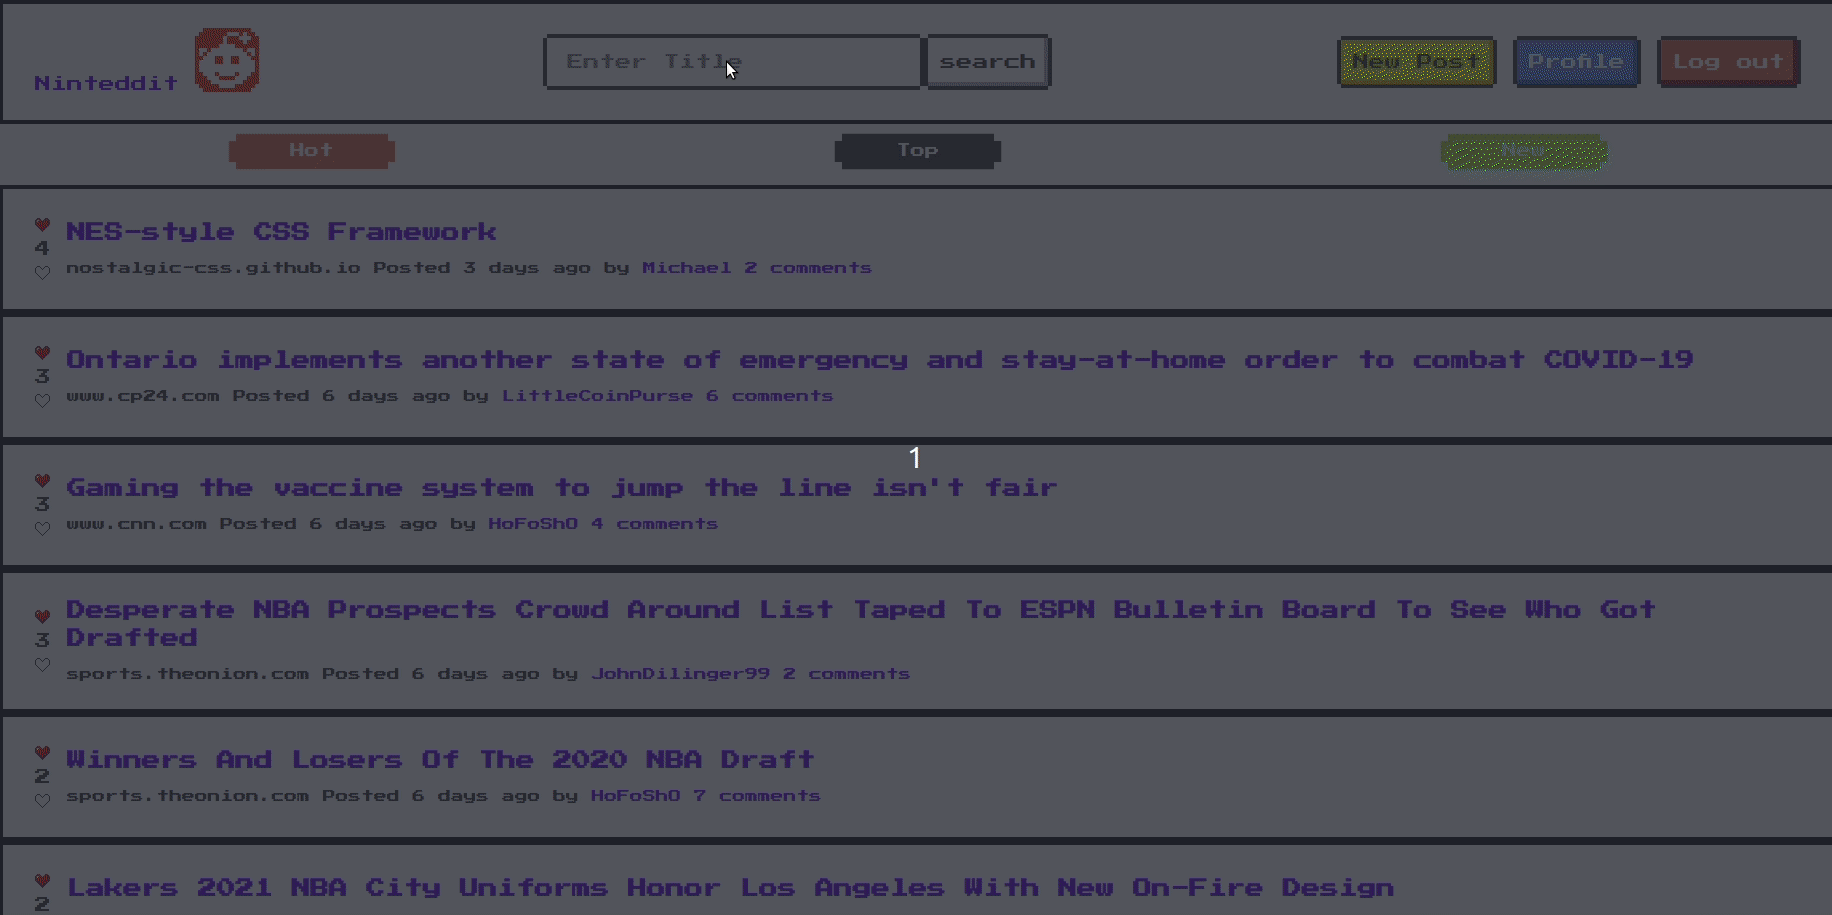 Ninteddit
Enter Title
search
New Post
Profile
Log out
Hot
Top
New
NES-style CSS Framework
4
nostalgic-css.github.io Posted 3 days ago by Michael 2 comments
Ontario implements another state of emergency and stay-at-home order to combat COVID-19
3
www.cp24.com Posted 6 days ago by LittleCoinPurse 6 comments
1
Gaming the vaccine system to jump the line isn't fair
3
www.cnn.com Posted 6 days ago by HoFoShO 4 comments
Desperate NBA Prospects Crowd Around List Taped To ESPN Bulletin Board To See Who Got
Drafted
3
sports.theonion.com Posted 6 days ago by JohnDilinger99 2 comments
Winners And Losers Of The 2020 NBA Draft
2
sports.theonion.com Posted 6 days ago by HoFoShO 7 comments
Lakers 2021 NBA City Uniforms Honor Los Angeles With New On-Fire Design
2